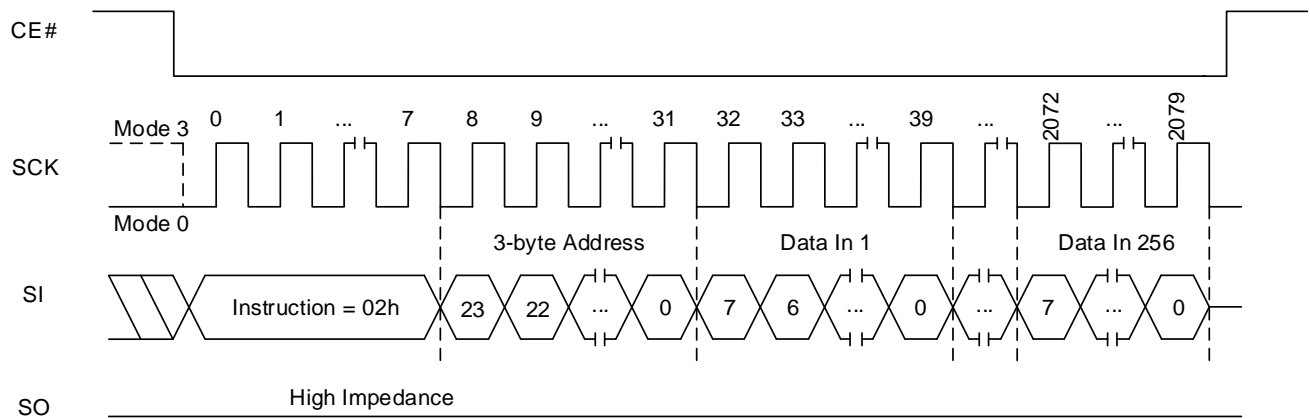 CE#
0 1 ... 7 8 9 ... 31 32 33 ... 39 ... 2072 ... 2079
Mode 3
SCK
Mode 0
3-byte Address Data In 1 Data In 256
SI Instruction = 02h 23 22 ... 0 7 6 ... 0 ... 7 ... 0
High Impedance
SO